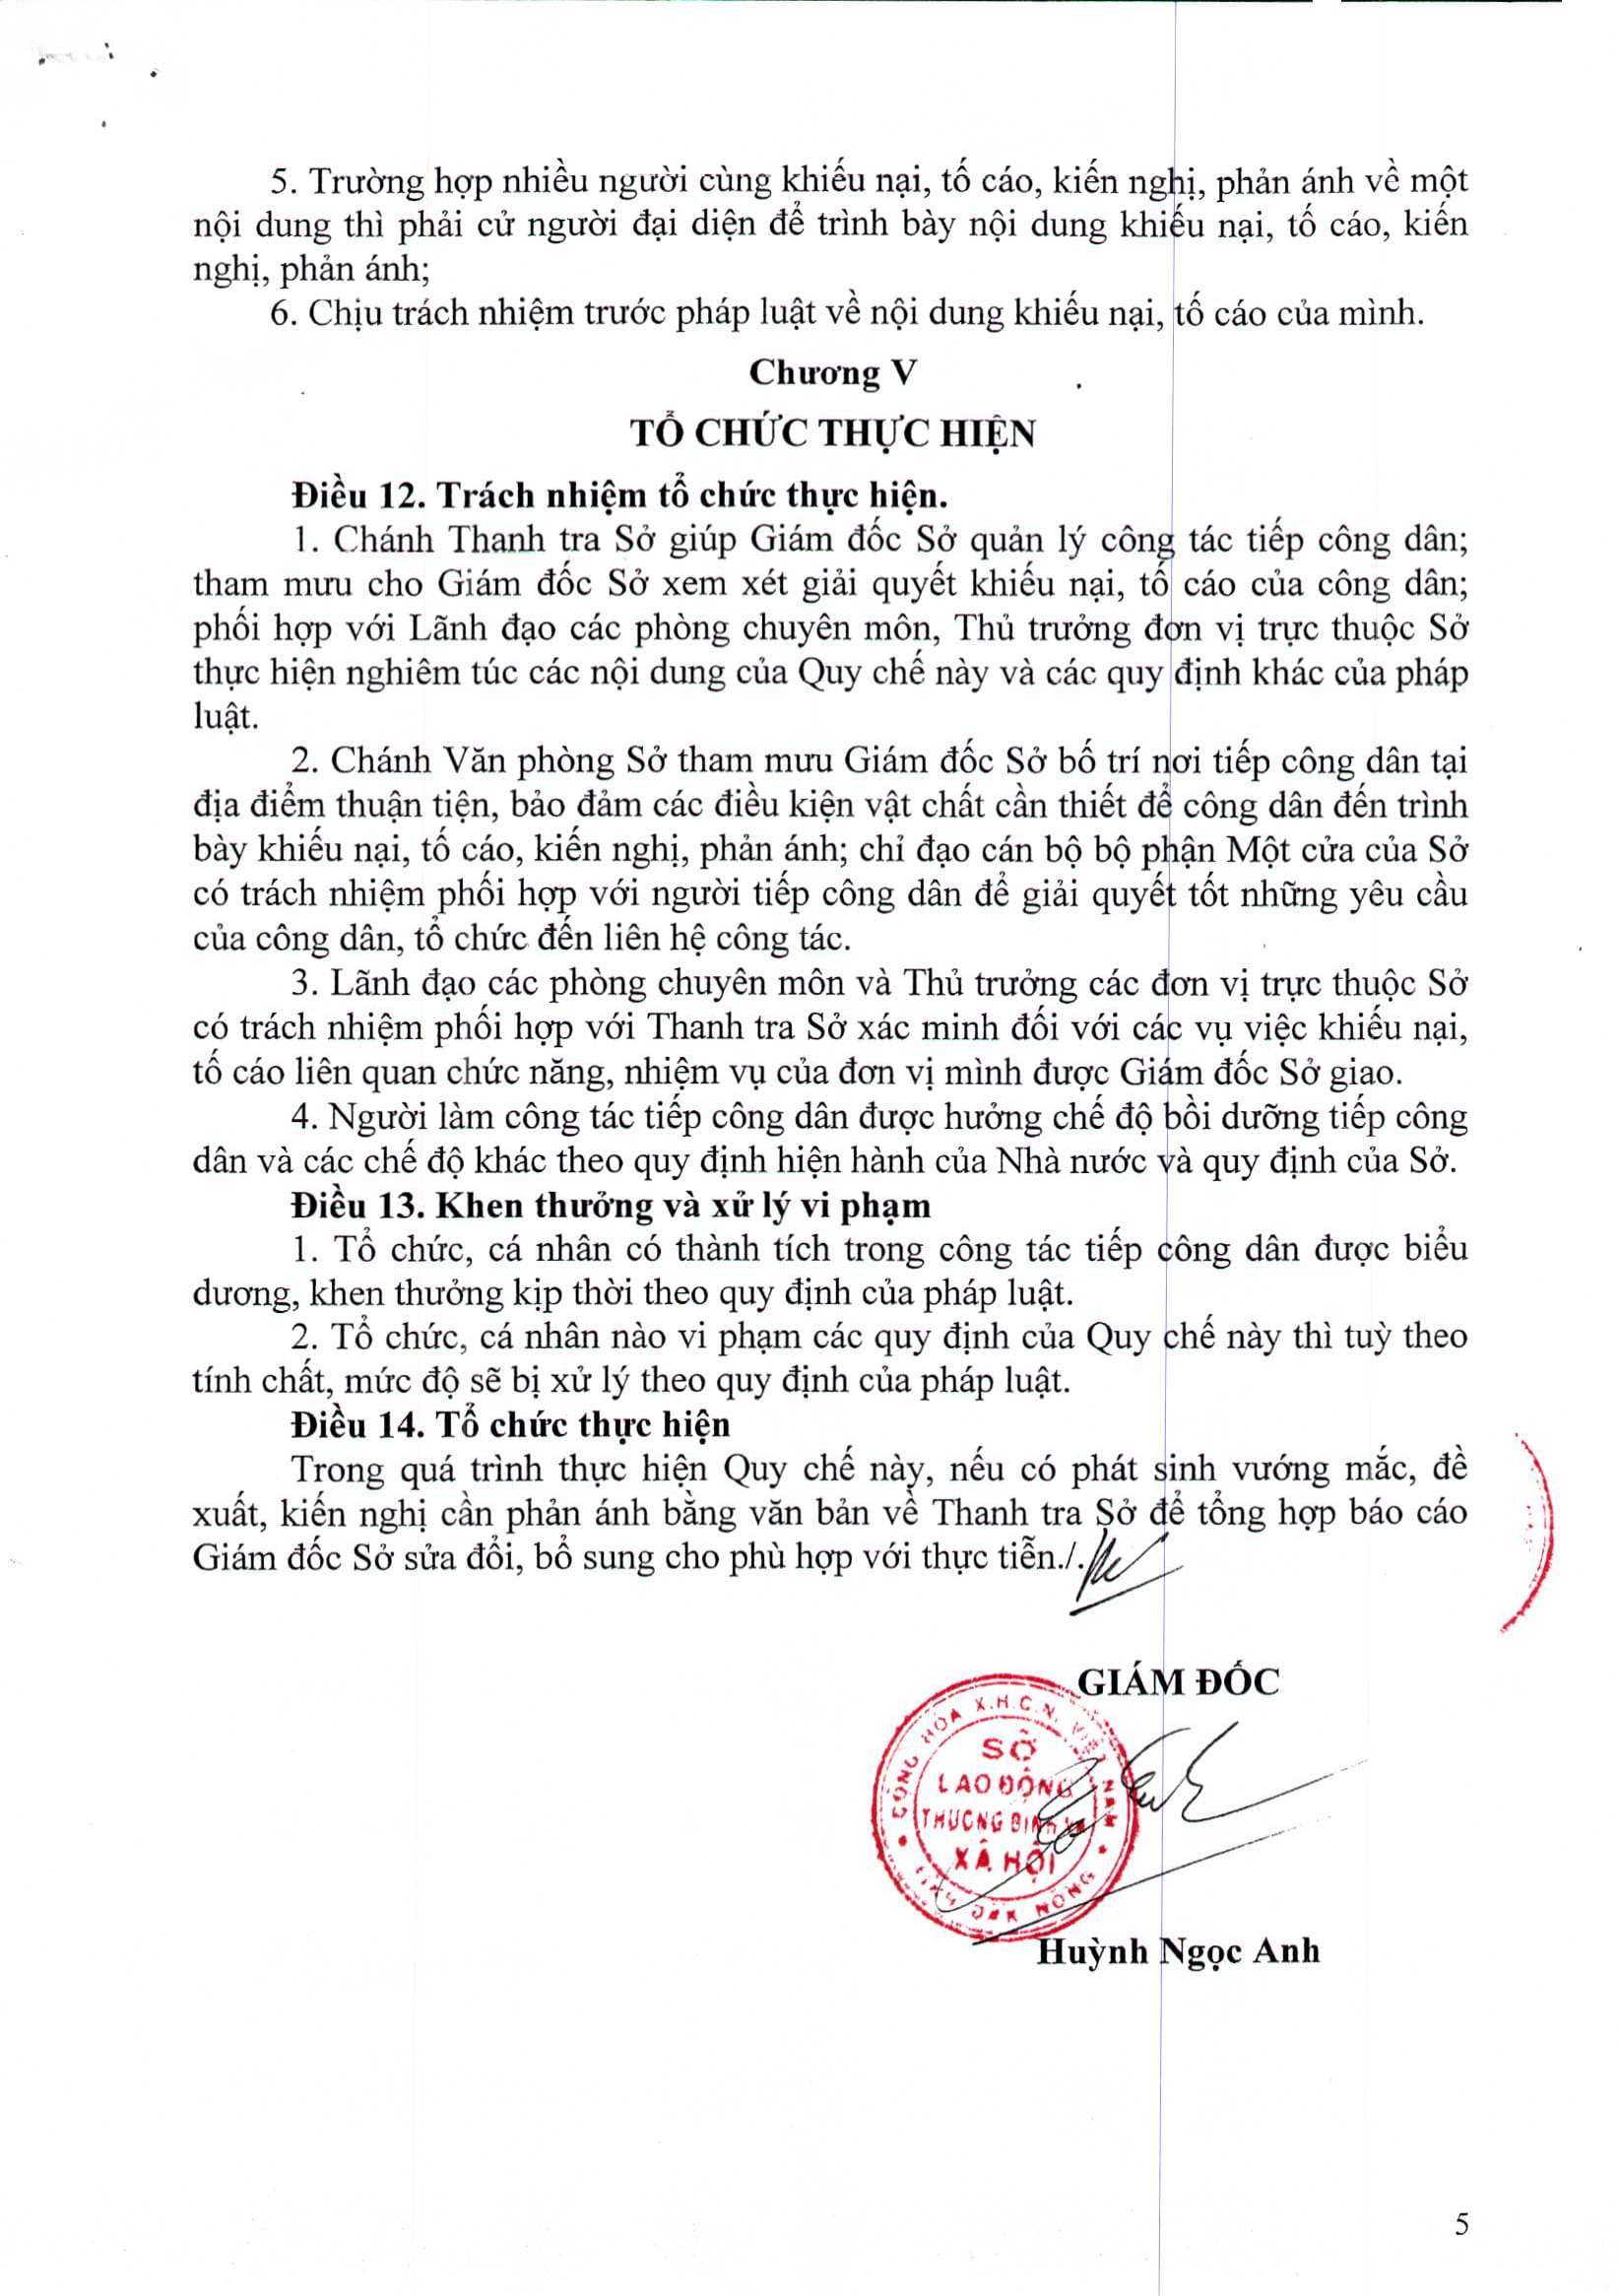 5. Trường hợp nhiều người cùng khiếu nại, tố cáo, kiến nghị, phản ánh về một
nội dung thì phải cử người đại diện để trình bày nội dung khiếu nại, tố cáo, kiến
nghị, phản ánh;
6. Chịu trách nhiệm trước pháp luật về nội dung khiếu nại, tố cáo của mình.
Chương V
TỔ CHỨC THỰC HIỆN
Điều 12. Trách nhiệm tổ chức thực hiện.
1. Chánh Thanh tra Sở giúp Giám đốc Sở quản lý công tác tiếp công dân;
tham mưu cho Giám đốc Sở xem xét giải quyết khiếu nại, tố cáo của công dân;
phối hợp với Lãnh đạo các phòng chuyên môn, Thủ trưởng đơn vị trực thuộc Sở
thực hiện nghiêm túc các nội dung của Quy chế này và các quy định khác của pháp
luật.
2. Chánh Văn phòng Sở tham mưu Giám đốc Sở bố trí nơi tiếp công dân tại
địa điểm thuận tiện, bảo đảm các điều kiện vật chất cần thiết để công dân đến trình
bày khiếu nại, tố cáo, kiến nghị, phản ánh; chỉ đạo cán bộ bộ phận Một cửa của Sở
có trách nhiệm phối hợp với người tiếp công dân để giải quyết tốt những yêu cầu
của công dân, tổ chức đến liên hệ công tác.
3. Lãnh đạo các phòng chuyên môn và Thủ trưởng các đơn vị trực thuộc Sở
có trách nhiệm phối hợp với Thanh tra Sở xác minh đối với các vụ việc khiếu nại,
tố cáo liên quan chức năng, nhiệm vụ của đơn vị mình được Giám đốc Sở giao.
4. Người làm công tác tiếp công dân được hưởng chế độ bồi dưỡng tiếp công
dân và các chế độ khác theo quy định hiện hành của Nhà nước và quy định của Sở.
Điều 13. Khen thưởng và xử lý vi phạm
1. Tổ chức, cá nhân có thành tích trong công tác tiếp công dân được biểu
dương, khen thưởng kịp thời theo quy định của pháp luật.
2. Tổ chức, cá nhân nào vi phạm các quy định của Quy chế này thì tuỳ theo
tính chất, mức độ sẽ bị xử lý theo quy định của pháp luật.
Điều 14. Tổ chức thực hiện
Trong quá trình thực hiện Quy chế này, nếu có phát sinh vướng mắc, đề
xuất, kiến nghị cần phản ánh bằng văn bản về Thanh tra Sở để tổng hợp báo cáo
Giám đốc Sở sửa đổi, bổ sung cho phù hợp với thực tiễn./.
GIÁM ĐỐC
CỘNG HÒA X.H.C.N. VIỆT NAM
SỞ
LAO ĐỘNG
THƯƠNG BINH VÀ
XÃ HỘI
TỈNH ĐẮK NÔNG
Huỳnh Ngọc Anh
5